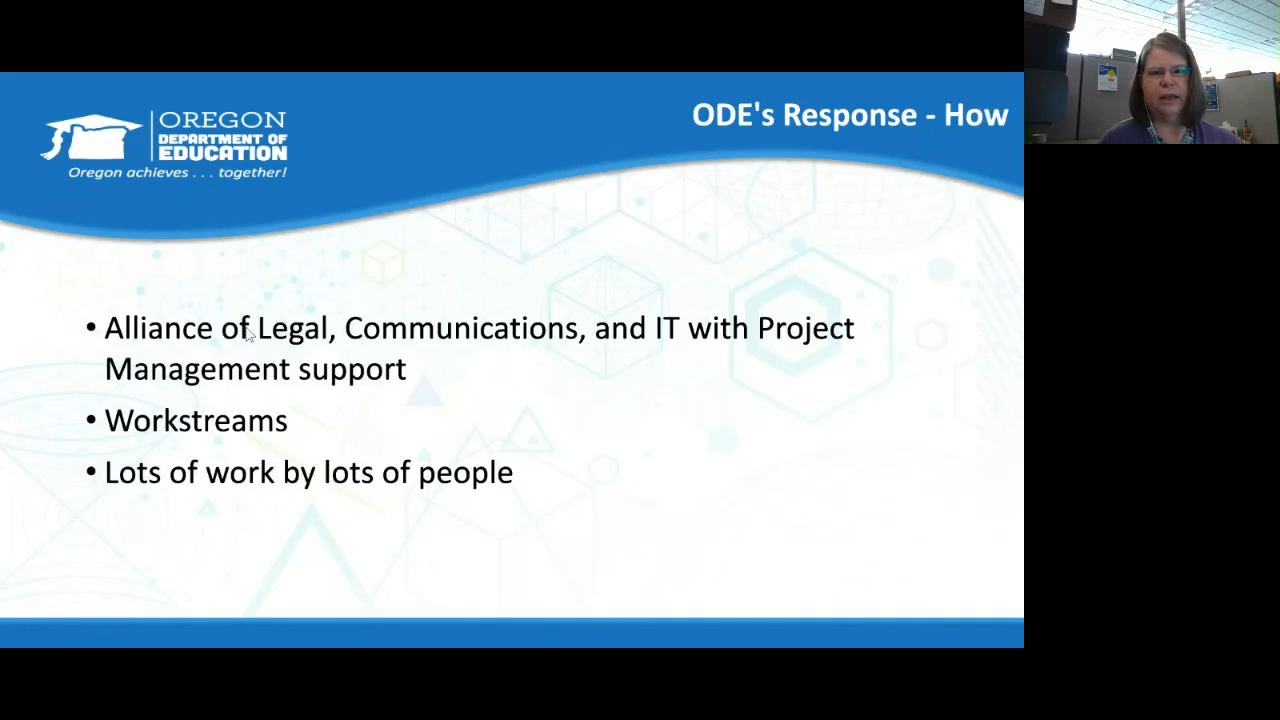 OREGON
DEPARTMENT OF
EDUCATION
Oregon achieves . . . together!
ODE's Response - How
• Alliance of Legal, Communications, and IT with Project
Management support
• Workstreams
• Lots of work by lots of people